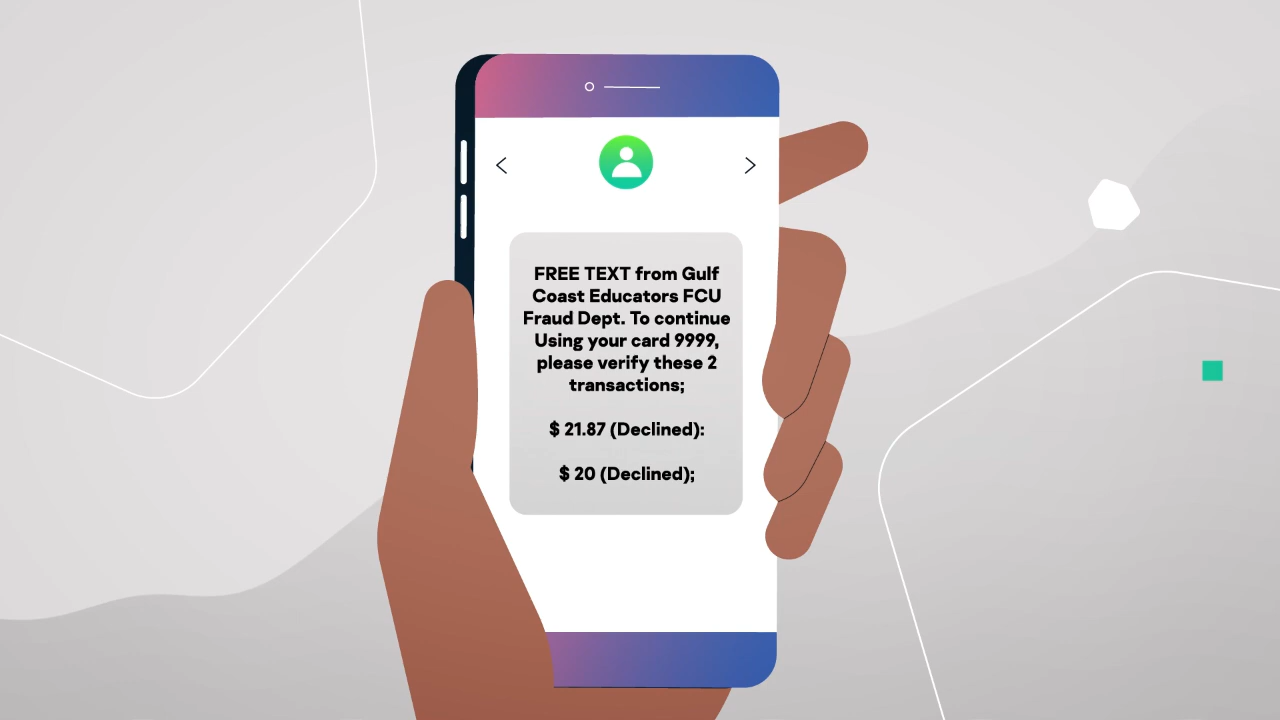 FREE TEXT from Gulf
Coast Educators FCU
Fraud Dept. To continue
Using your card 9999,
please verify these 2
transactions;
$ 21.87 (Declined):
$ 20 (Declined);